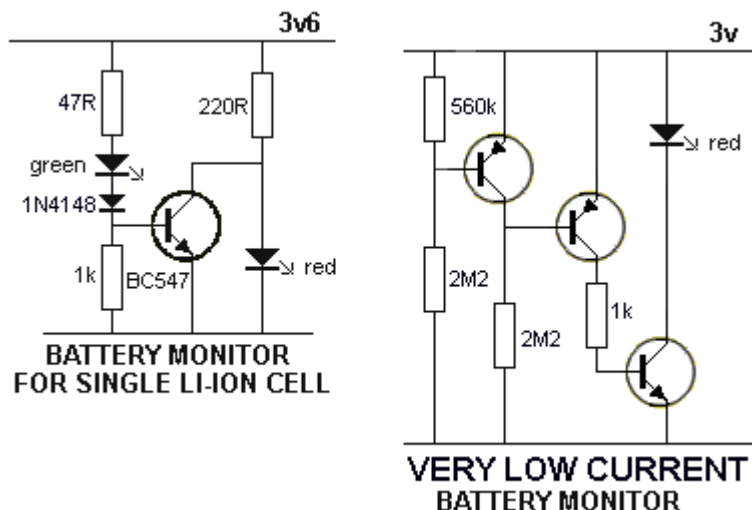 3v6
47R
220R
green
1N4148
1k
BC547
red
BATTERY MONITOR
FOR SINGLE LI-ION CELL
3v
560k
red
2M2
2M2
1k
VERY LOW CURRENT
BATTERY MONITOR